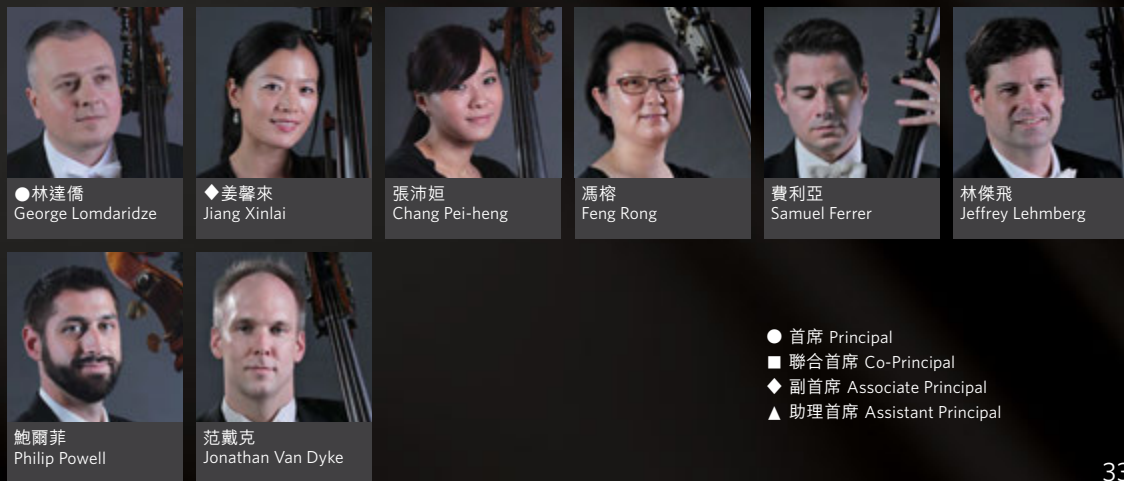 ●林達僑
George Lomdaridze
◆姜馨來
Jiang Xinlai
張沛姮
Chang Pei-heng
馮榕
Feng Rong
費利亞
Samuel Ferrer
林傑飛
Jeffrey Lehmberg
鮑爾菲
Philip Powell
范戴克
Jonathan Van Dyke
● 首席 Principal
■ 聯合首席 Co-Principal
◆ 副首席 Associate Principal
▲ 助理首席 Assistant Principal
33